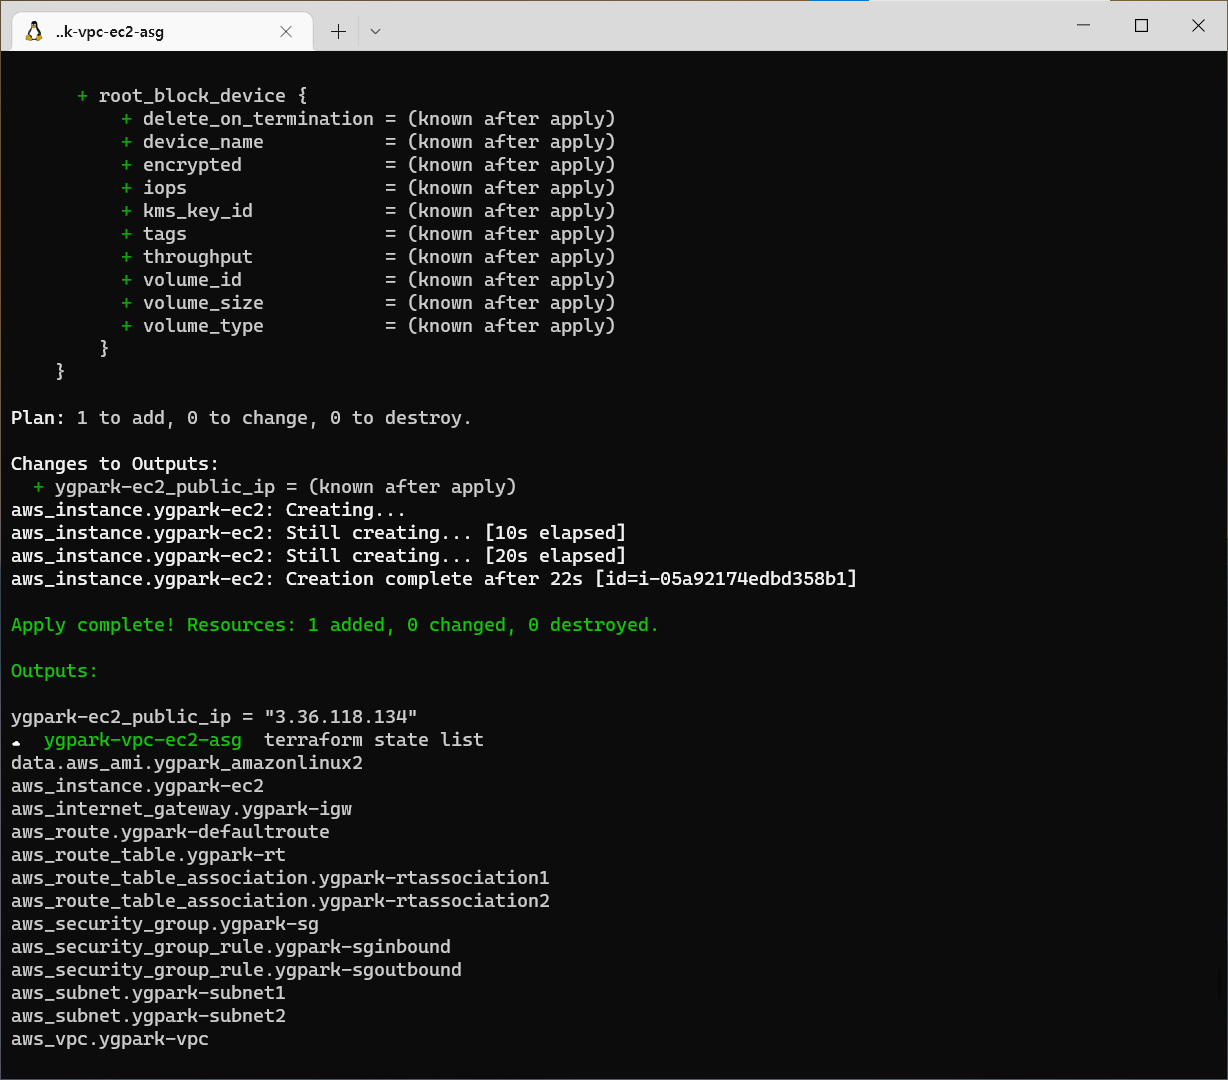 ..k-vpc-ec2-asg
+ root_block_device {
+ delete_on_termination = (known after apply)
+ device_name           = (known after apply)
+ encrypted             = (known after apply)
+ iops                  = (known after apply)
+ kms_key_id            = (known after apply)
+ tags                  = (known after apply)
+ throughput            = (known after apply)
+ volume_id             = (known after apply)
+ volume_size           = (known after apply)
+ volume_type           = (known after apply)
}
}
Plan: 1 to add, 0 to change, 0 to destroy.
Changes to Outputs:
+ ygpark-ec2_public_ip = (known after apply)
aws_instance.ygpark-ec2: Creating...
aws_instance.ygpark-ec2: Still creating... [10s elapsed]
aws_instance.ygpark-ec2: Still creating... [20s elapsed]
aws_instance.ygpark-ec2: Creation complete after 22s [id=i-05a92174edbd358b1]
Apply complete! Resources: 1 added, 0 changed, 0 destroyed.
Outputs:
ygpark-ec2_public_ip = "3.36.118.134"
ygpark-vpc-ec2-asg  terraform state list
data.aws_ami.ygpark_amazonlinux2
aws_instance.ygpark-ec2
aws_internet_gateway.ygpark-igw
aws_route.ygpark-defaultroute
aws_route_table.ygpark-rt
aws_route_table_association.ygpark-rtassociation1
aws_route_table_association.ygpark-rtassociation2
aws_security_group.ygpark-sg
aws_security_group_rule.ygpark-sginbound
aws_security_group_rule.ygpark-sgoutbound
aws_subnet.ygpark-subnet1
aws_subnet.ygpark-subnet2
aws_vpc.ygpark-vpc